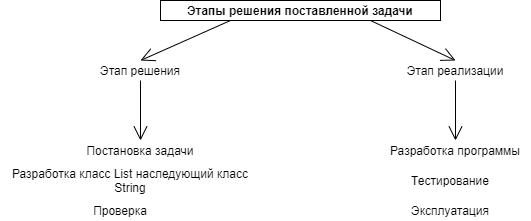 Этапы решения поставленной задачи
Этап решения
Этап реализации
Постановка задачи
Разработка класс List наследующий класс
String
Проверка
Разработка программы
Тестирование
Эксплуатация